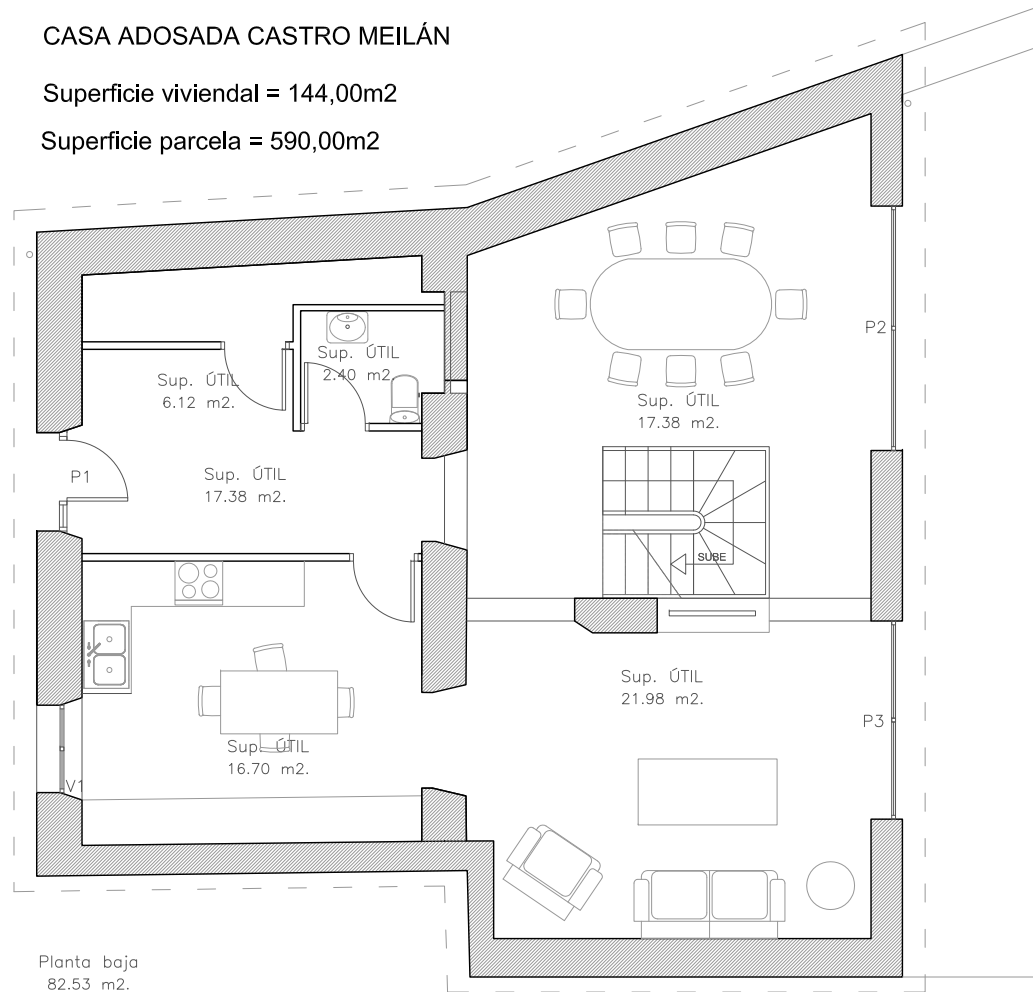 CASA ADOSADA CASTRO MEILÁN
Superficie viviendal = 144,00m2
Superficie parcela = 590,00m2
P2
Sup. ÚTIL
2.40 m2.
Sup. ÚTIL
6.12 m2.
Sup. ÚTIL
17.38 m2.
P1
Sup. ÚTIL
17.38 m2.
SUBE
Sup. ÚTIL
21.98 m2.
P3
Sup. ÚTIL
16.70 m2.
V1
Planta baja
82.53 m2.